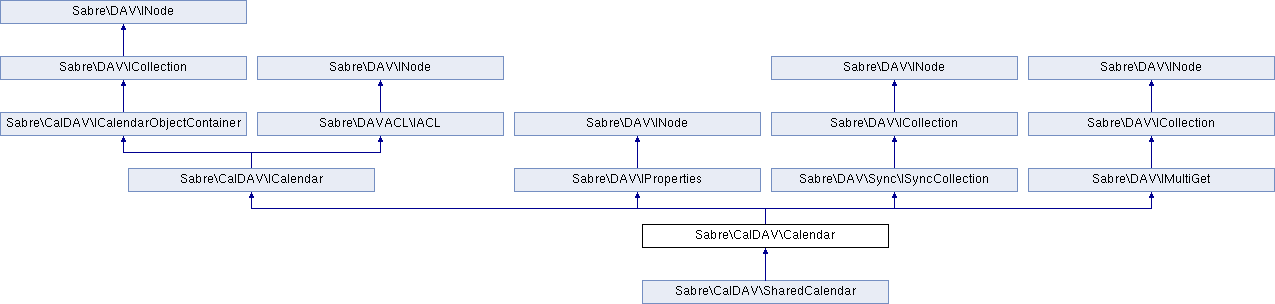 Sabre\DAV\INode
Sabre\DAV\ICollection
Sabre\DAV\INode
Sabre\DAV\INode
Sabre\DAV\INode
Sabre\CalDAV\ICalendarObjectContainer
Sabre\DAVACL\IACL
Sabre\DAV\INode
Sabre\DAV\ICollection
Sabre\DAV\ICollection
Sabre\CalDAV\ICalendar
Sabre\DAV\IProperties
Sabre\DAV\Sync\ISyncCollection
Sabre\DAV\IMultiGet
Sabre\CalDAV\Calendar
Sabre\CalDAV\SharedCalendar